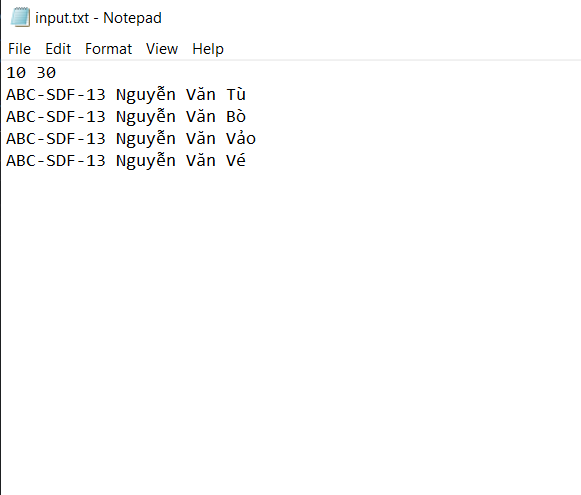 input.txt - Notepad
File Edit Format View Help
10 30
ABC-SDF-13 Nguyễn Văn Tù
ABC-SDF-13 Nguyễn Văn Bò
ABC-SDF-13 Nguyễn Văn Vảo
ABC-SDF-13 Nguyễn Văn Vé